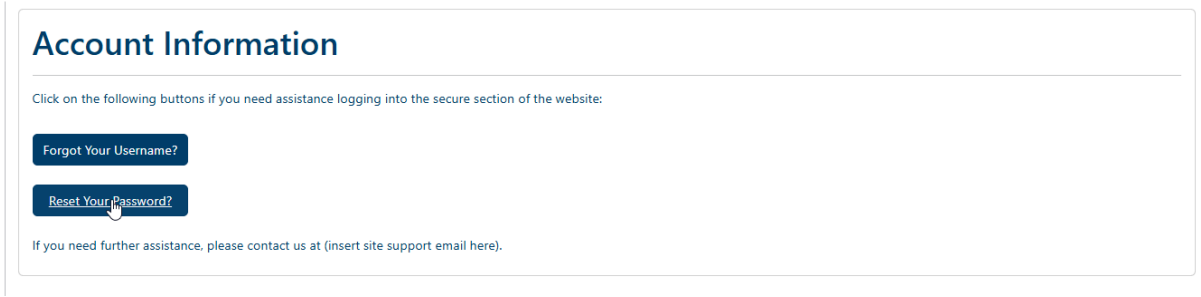 Account Information
Click on the following buttons if you need assistance logging into the secure section of the website:
Forgot Your Username?
Reset Your Password?
If you need further assistance, please contact us at (insert site support email here).